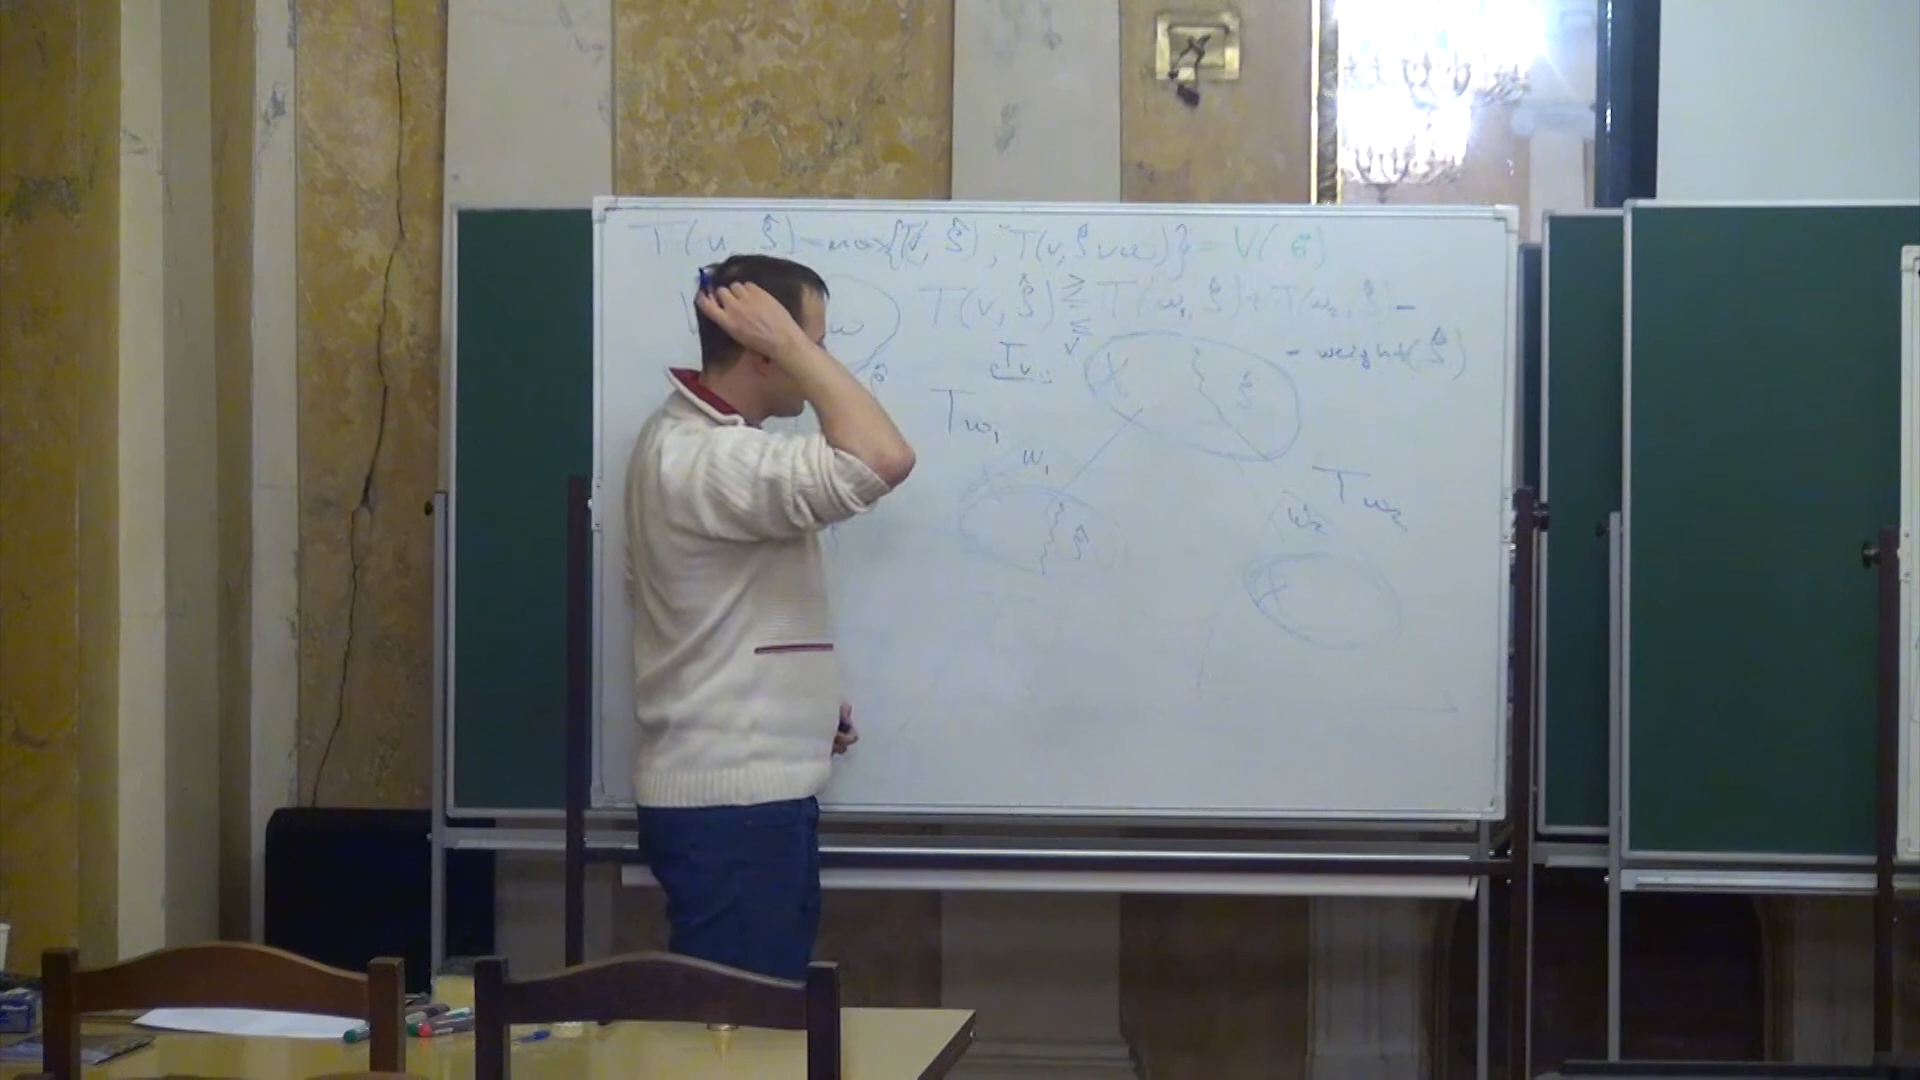 T(u, Ŝ) = max{T(v, Ŝ), T(v, Ŝ ∪ w)} = V(
w T(v, Ŝ) ≥ ≤ T(w₁, Ŝ) + T(w₂, Ŝ) −
− weight(Ŝ)
T_v v X Ŝ
T_w₁
w₁ T_w₂
w₂
Ŝ X